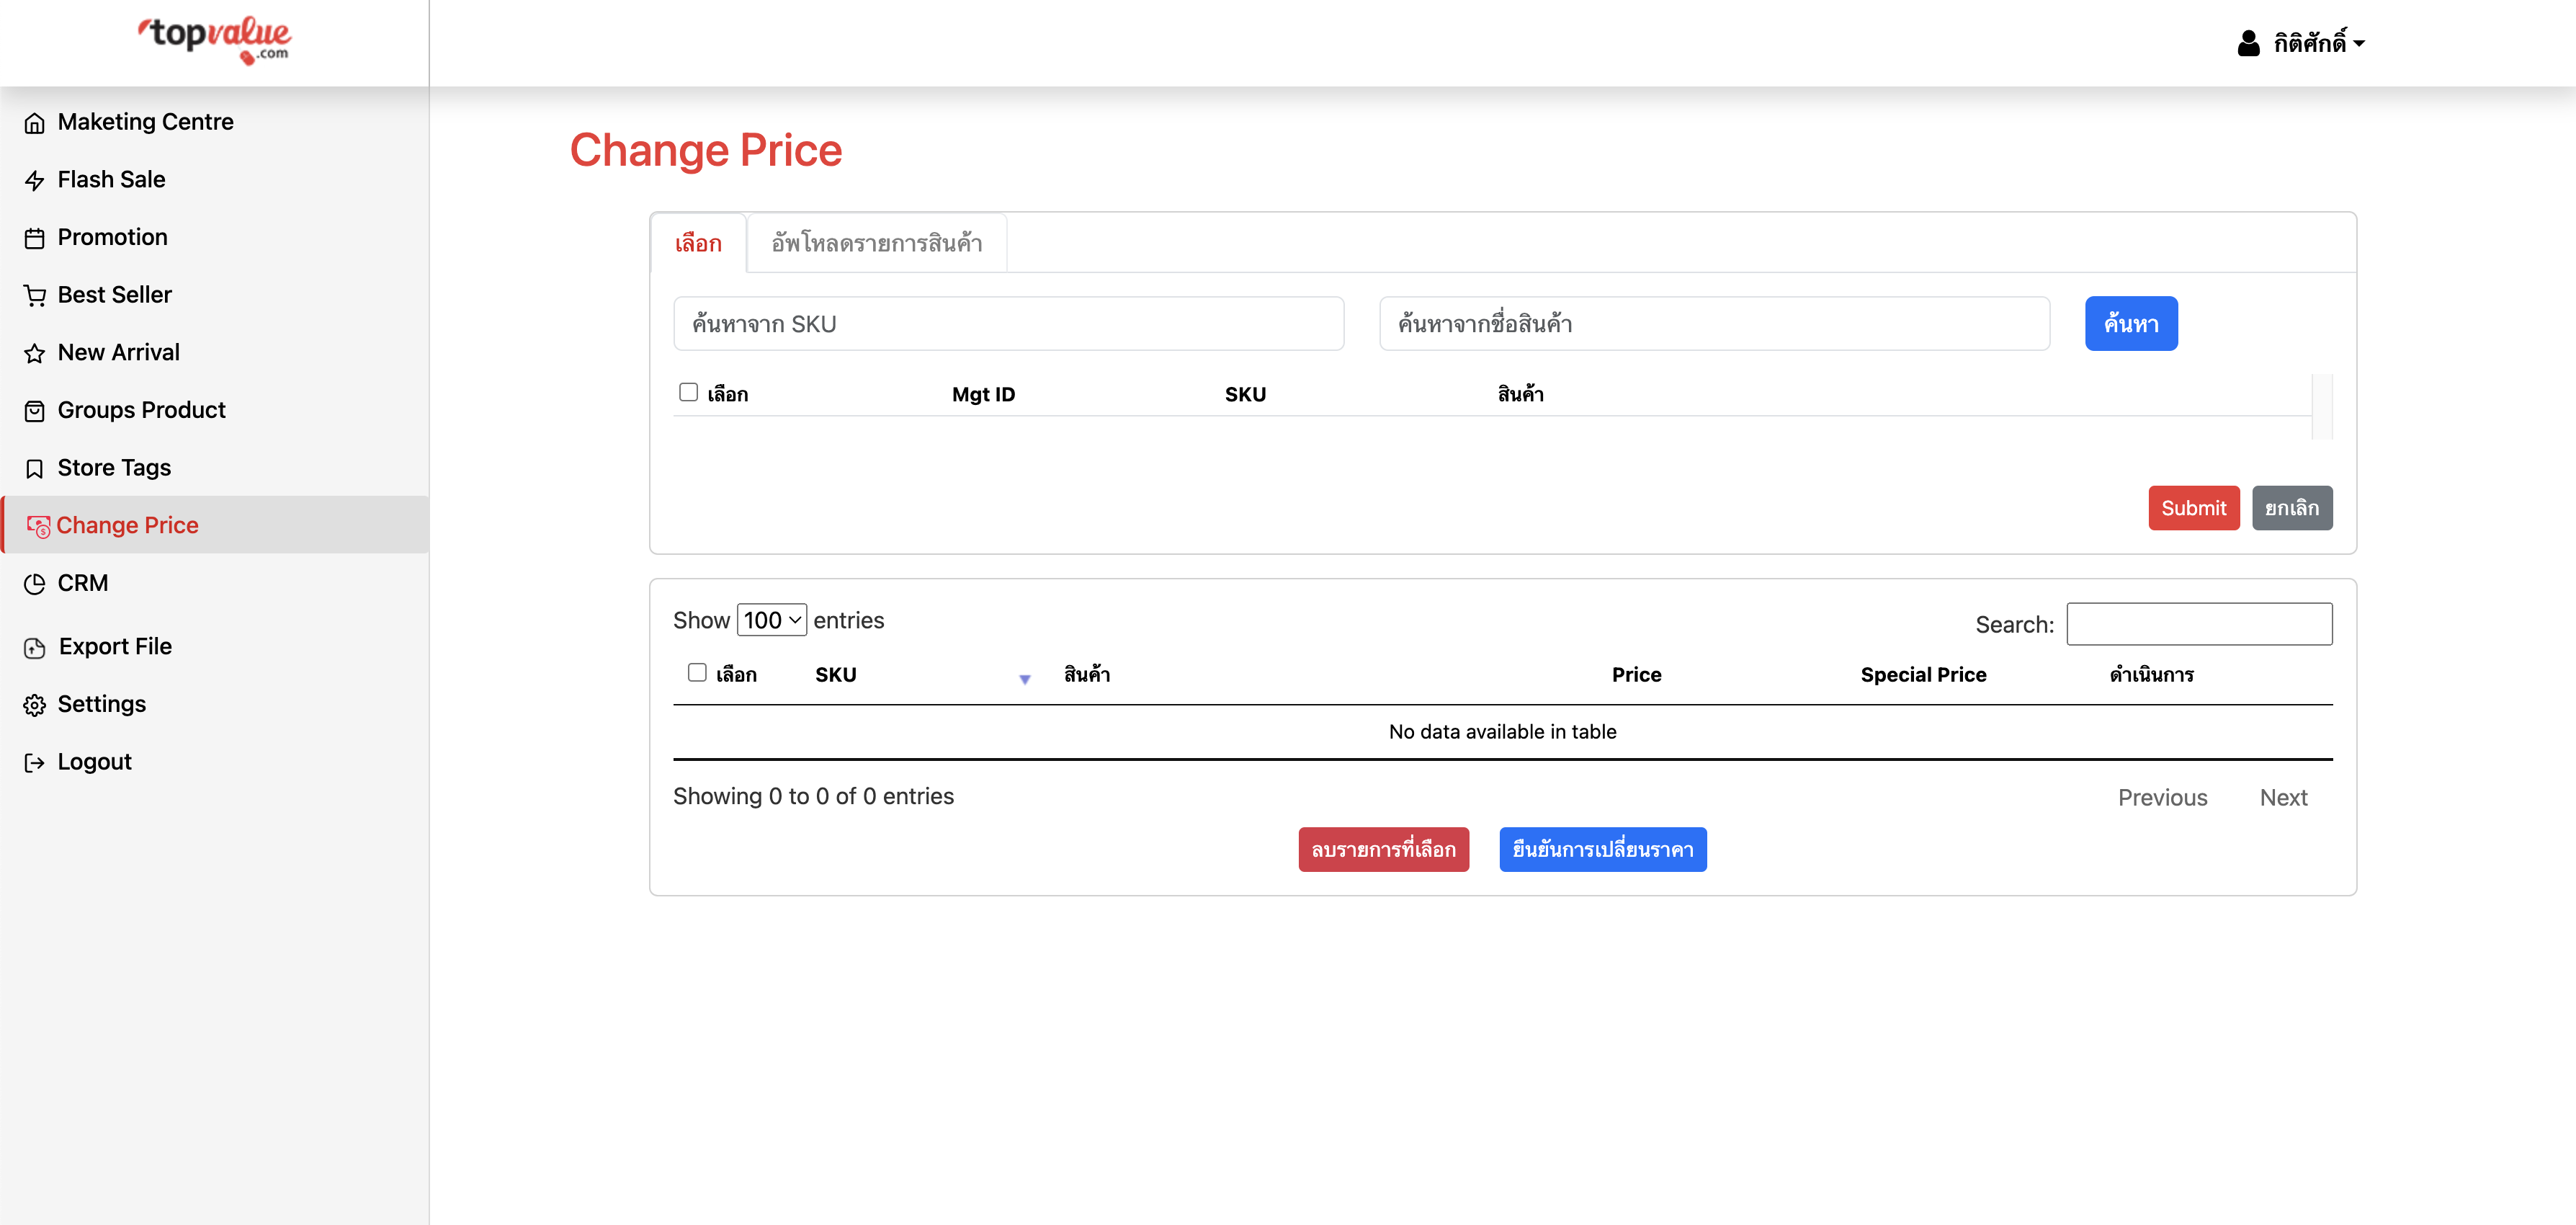 topvalue
.com
กิติศักดิ์
Maketing Centre
Flash Sale
Promotion
Best Seller
New Arrival
Groups Product
Store Tags
Change Price
CRM
Export File
Settings
Logout
Change Price
เลือก อัพโหลดรายการสินค้า
ค้นหาจาก SKU ค้นหาจากชื่อสินค้า ค้นหา
เลือก Mgt ID SKU สินค้า
Submit ยกเลิก
Show 100 entries Search:
เลือก SKU สินค้า Price Special Price ดำเนินการ
No data available in table
Showing 0 to 0 of 0 entries Previous Next
ลบรายการที่เลือก ยืนยันการเปลี่ยนราคา